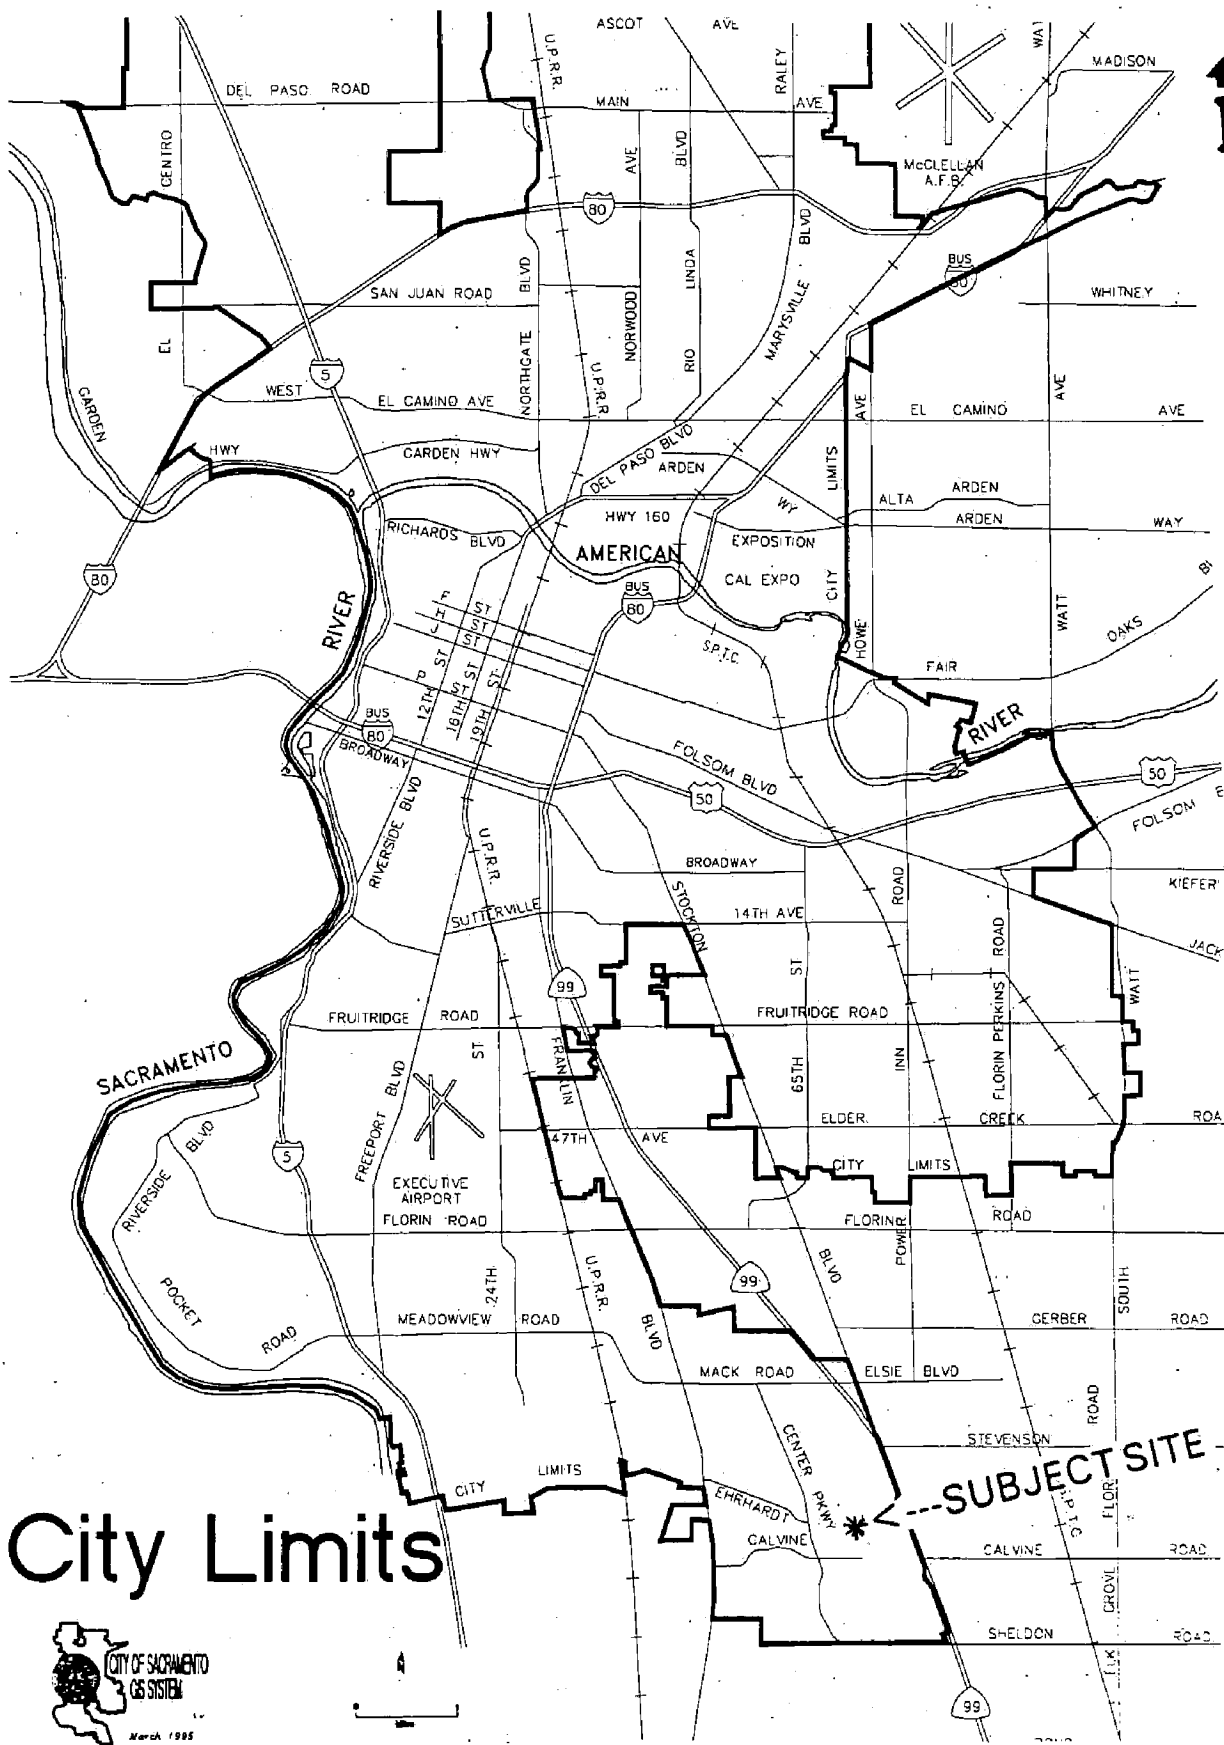 ASCOT AVE
U.P.R.R.
RALEY
WAT
MADISON
DEL PASO ROAD
MAIN AVE
CENTRO
AVE
BLVD
McCLELLAN
A.F.B.
80
BLVD
BUS
80
SAN JUAN ROAD
BLVD
LINDA
WHITNEY
EL
NORTHGATE
NORWOOD
RIO
MARYSVILLE
5
U.P.R.R.
GARDEN
WEST
EL CAMINO AVE
AVE
EL CAMINO AVE
AVE
HWY
GARDEN HWY
DEL PASO BLVD
ARDEN
LIMITS
ALTA ARDEN
WY
HWY 160
ARDEN WAY
RICHARDS BLVD
AMERICAN
EXPOSITION
80
BUS
80
CAL EXPO
CITY
F ST
H ST
J ST
RIVER
HOWE
WATT
OAKS
S.P.T.C.
FAIR
P ST
12TH ST
16TH ST
19TH ST
BUS
80
BROADWAY
RIVER
FOLSOM BLVD
50
50
FOLSOM
RIVERSIDE BLVD
U.P.R.R.
BROADWAY
KIEFER
SUTTERVILLE
STOCKTON
14TH AVE
ROAD
ROAD
JACK
99
ST
WATT
FRUITRIDGE ROAD
FRUITRIDGE ROAD
SACRAMENTO
ST
FRANKLIN
65TH
INN
FLORIN PERKINS
BLVD
FREEPORT BLVD
47TH AVE
ELDER CREEK ROA
5
CITY LIMITS
RIVERSIDE
EXECUTIVE
AIRPORT
FLORIN ROAD
FLORIN ROAD
POWER
POCKET
ROAD
24TH
U.P.R.R.
99
BLVD
SOUTH
MEADOWVIEW ROAD
BLVD
GERBER ROAD
MACK ROAD
ELSIE BLVD
CENTER PKWY
ROAD
STEVENSON
CITY LIMITS
---SUBJECT SITE
EHRHARDT
FLOR
CALVINE
CALVINE ROAD
City Limits
GROVE
SHELDON ROAD
ELK
CITY OF SACRAMENTO
GIS SYSTEM
March 1995
99